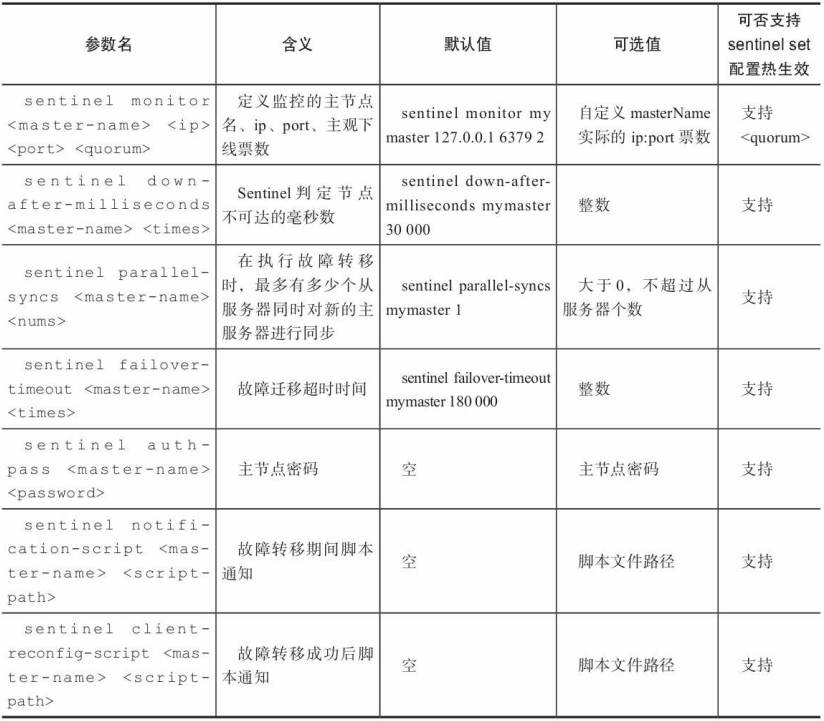 参数名
含义
默认值
可选值
可否支持
sentinel set
配置热生效
sentinel monitor
<master-name> <ip>
<port> <quorum>
定义监控的主节点
名、ip、port、主观下
线票数
sentinel monitor my
master 127.0.0.1 6379 2
自定义 masterName
实际的 ip:port 票数
支持
<quorum>
sentinel down-
after-milliseconds
<master-name> <times>
Sentinel 判定节点
不可达的毫秒数
sentinel down-after-
milliseconds mymaster
30 000
整数
支持
sentinel parallel-
syncs <master-name>
<nums>
在执行故障转移
时，最多有多少个从
服务器同时对新的主
服务器进行同步
sentinel parallel-syncs
mymaster 1
大于 0，不超过从
服务器个数
支持
sentinel failover-
timeout <master-name>
<times>
故障迁移超时时间
sentinel failover-timeout
mymaster 180 000
整数
支持
sentinel auth-
pass <master-name>
<password>
主节点密码
空
主节点密码
支持
sentinel notifi-
cation-script <mas-
ter-name> <script-
path>
故障转移期间脚本
通知
空
脚本文件路径
支持
sentinel client-
reconfig-script <mas-
ter-name> <script-
path>
故障转移成功后脚
本通知
空
脚本文件路径
支持